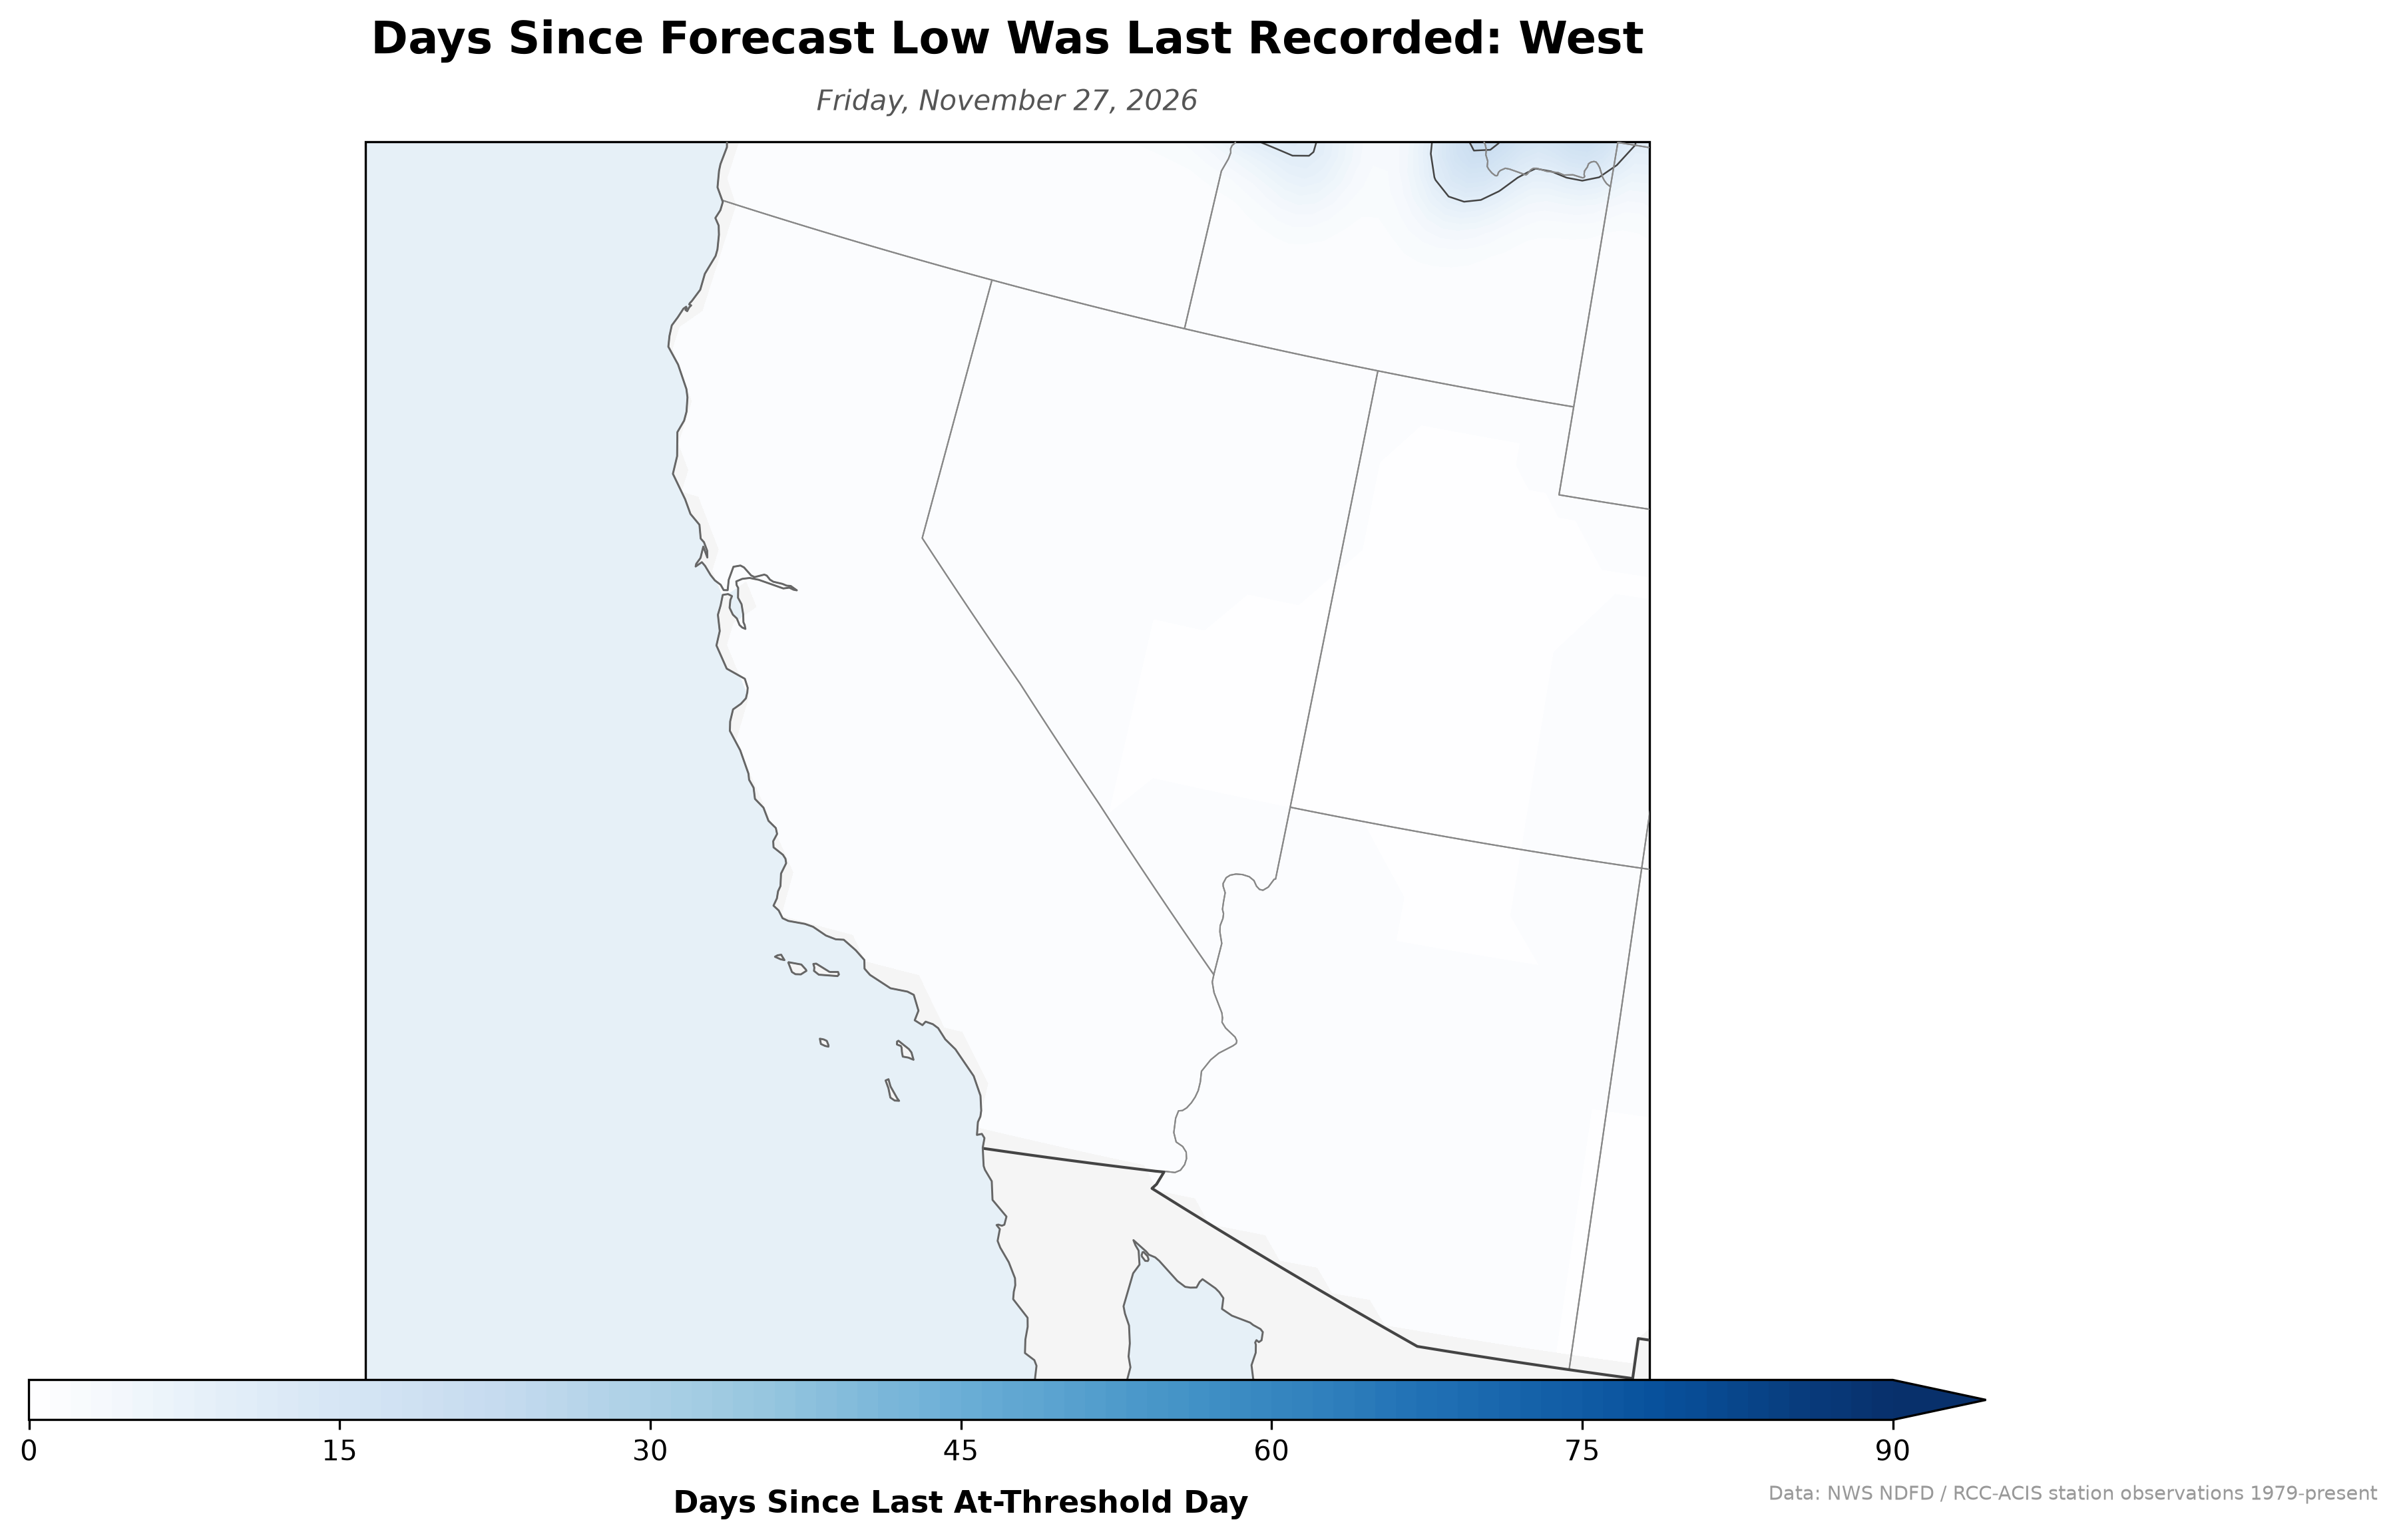 Days Since Forecast Low Was Last Recorded: West
Friday, November 27, 2026
0 15 30 45 60 75 90
Days Since Last At-Threshold Day
Data: NWS NDFD / RCC-ACIS station observations 1979-present